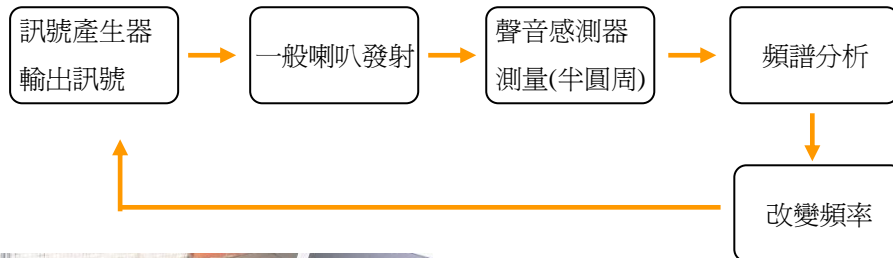 訊號產生器
輸出訊號
一般喇叭發射
聲音感測器
測量(半圓周)
頻譜分析
改變頻率